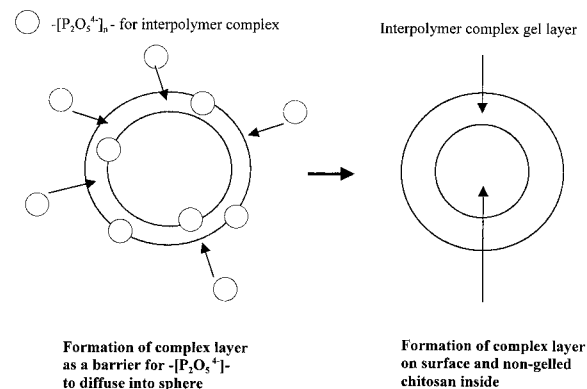 -[P₂O₅⁴⁻]ₙ- for interpolymer complex
Interpolymer complex gel layer
Formation of complex layer
as a barrier for -[P₂O₅⁴⁻]-
to diffuse into sphere
Formation of complex layer
on surface and non-gelled
chitosan inside